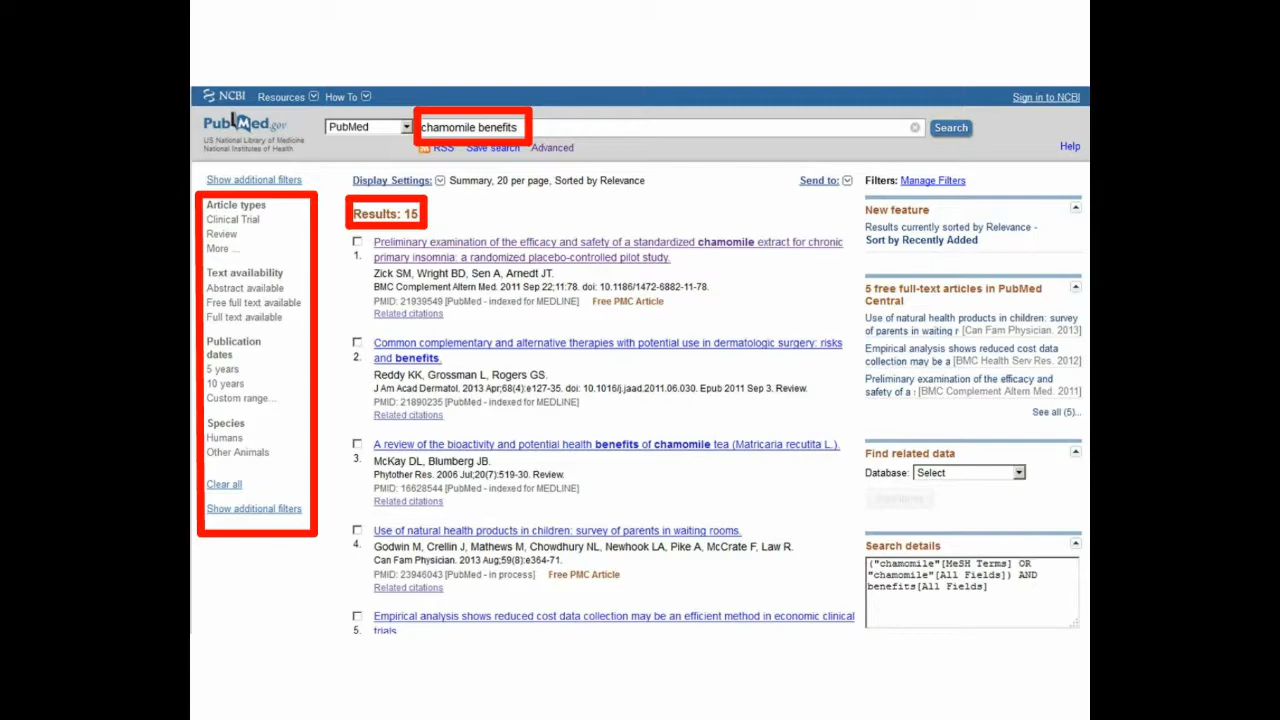 NCBI Resources How To Sign in to NCBI
PubMed.gov
US National Library of Medicine
National Institutes of Health
PubMed chamomile benefits Search
RSS Save search Advanced Help
Show additional filters
Article types
Clinical Trial
Review
More ...
Text availability
Abstract available
Free full text available
Full text available
Publication
dates
5 years
10 years
Custom range...
Species
Humans
Other Animals
Clear all
Show additional filters
Display Settings: Summary, 20 per page, Sorted by Relevance Send to:
Results: 15
Preliminary examination of the efficacy and safety of a standardized chamomile extract for chronic
1. primary insomnia: a randomized placebo-controlled pilot study.
Zick SM, Wright BD, Sen A, Arnedt JT.
BMC Complement Altern Med. 2011 Sep 22;11:78. doi: 10.1186/1472-6882-11-78.
PMID: 21939549 [PubMed - indexed for MEDLINE] Free PMC Article
Related citations
Common complementary and alternative therapies with potential use in dermatologic surgery: risks
2. and benefits.
Reddy KK, Grossman L, Rogers GS.
J Am Acad Dermatol. 2013 Apr;68(4):e127-35. doi: 10.1016/j.jaad.2011.06.030. Epub 2011 Sep 3. Review.
PMID: 21890235 [PubMed - indexed for MEDLINE]
Related citations
A review of the bioactivity and potential health benefits of chamomile tea (Matricaria recutita L.).
3.
McKay DL, Blumberg JB.
Phytother Res. 2006 Jul;20(7):519-30. Review.
PMID: 16628544 [PubMed - indexed for MEDLINE]
Related citations
Use of natural health products in children: survey of parents in waiting rooms.
4.
Godwin M, Crellin J, Mathews M, Chowdhury NL, Newhook LA, Pike A, McCrate F, Law R.
Can Fam Physician. 2013 Aug;59(8):e364-71.
PMID: 23946043 [PubMed - in process] Free PMC Article
Related citations
Empirical analysis shows reduced cost data collection may be an efficient method in economic clinical
5. trials.
Filters: Manage Filters
New feature
Results currently sorted by Relevance -
Sort by Recently Added
5 free full-text articles in PubMed
Central
Use of natural health products in children: survey
of parents in waiting r [Can Fam Physician. 2013]
Empirical analysis shows reduced cost data
collection may be a [BMC Health Serv Res. 2012]
Preliminary examination of the efficacy and
safety of a [BMC Complement Altern Med. 2011]
See all (5)...
Find related data
Database: Select
Search details
("chamomile"[MeSH Terms] OR
"chamomile"[All Fields]) AND
benefits[All Fields]